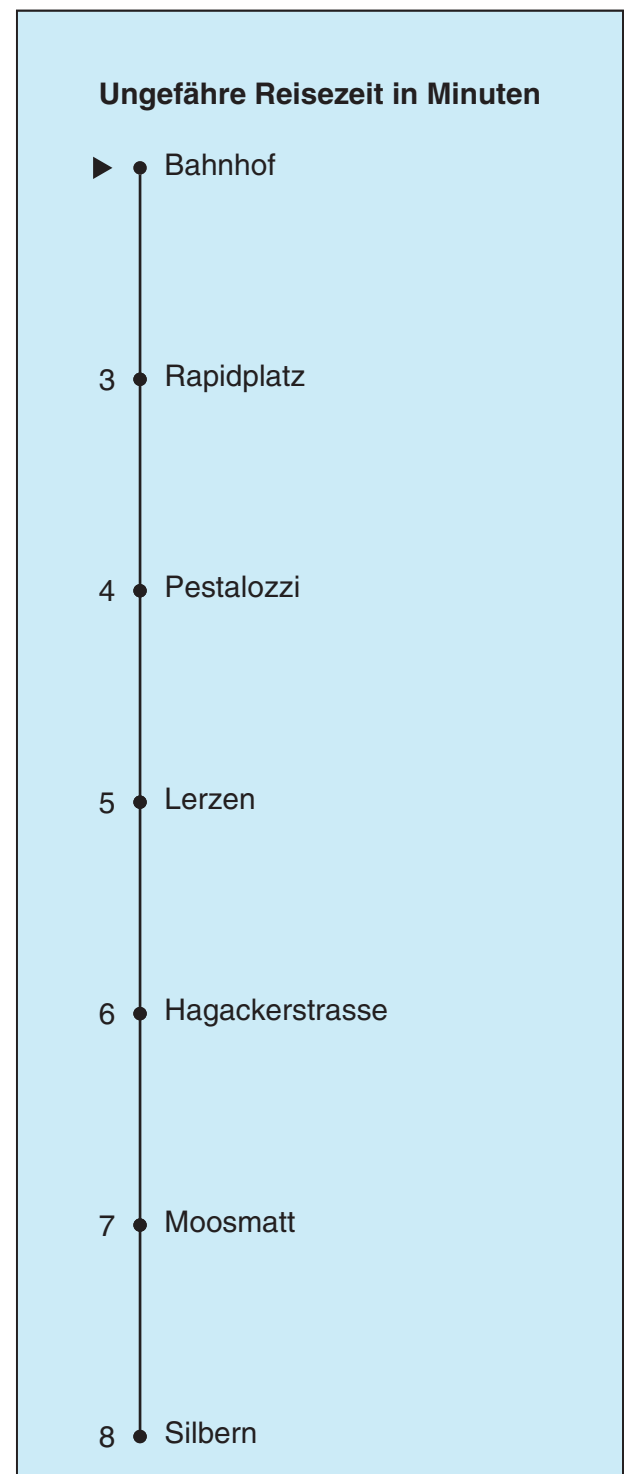 Ungefähre Reisezeit in Minuten
Bahnhof
3 Rapidplatz
4 Pestalozzi
5 Lerzen
6 Hagackerstrasse
7 Moosmatt
8 Silbern